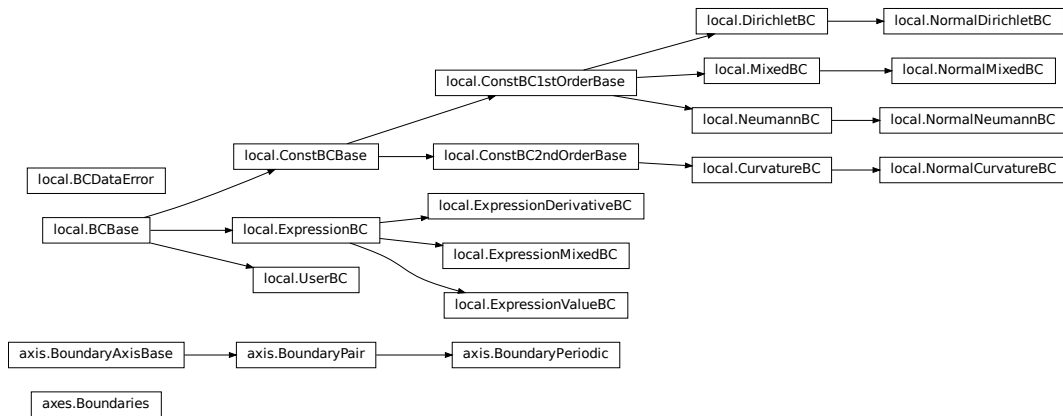 local.DirichletBC
local.NormalDirichletBC
local.ConstBC1stOrderBase
local.MixedBC
local.NormalMixedBC
local.NeumannBC
local.NormalNeumannBC
local.ConstBCBase
local.ConstBC2ndOrderBase
local.CurvatureBC
local.NormalCurvatureBC
local.BCDataError
local.BCBase
local.ExpressionBC
local.ExpressionDerivativeBC
local.ExpressionMixedBC
local.UserBC
local.ExpressionValueBC
axis.BoundaryAxisBase
axis.BoundaryPair
axis.BoundaryPeriodic
axes.Boundaries